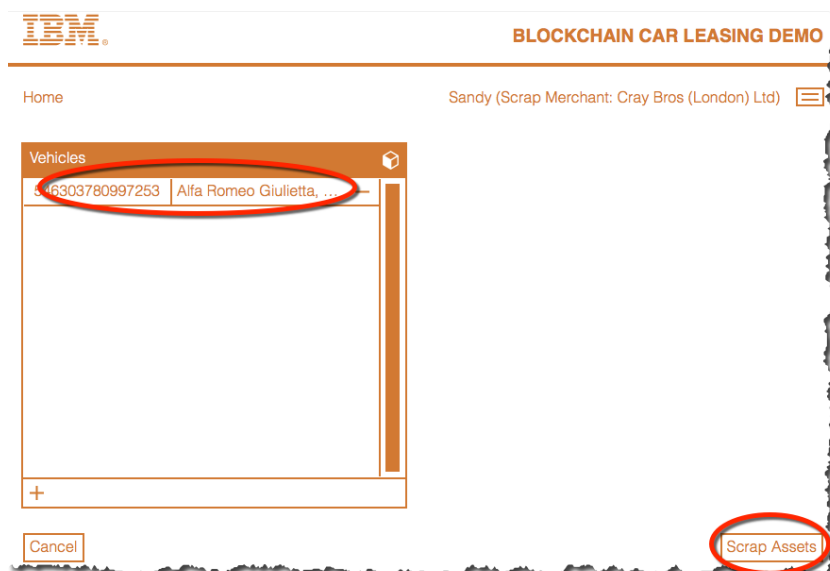 IBM®
BLOCKCHAIN CAR LEASING DEMO
Home
Sandy (Scrap Merchant: Cray Bros (London) Ltd)
Vehicles
Alfa Romeo Giulietta, ...
+
Cancel
Scrap Assets